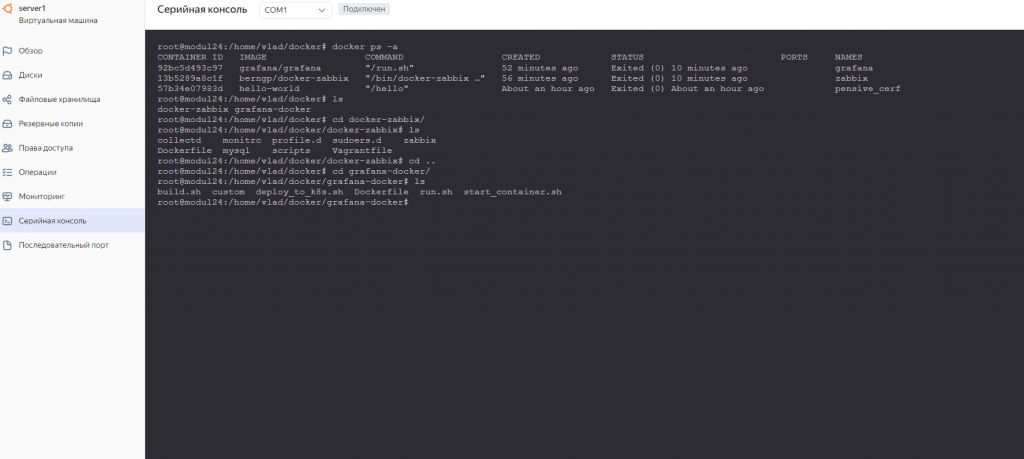 server1
Виртуальная машина
Обзор
Диски
Файловые хранилища
Резервные копии
Права доступа
Операции
Мониторинг
Серийная консоль
Последовательный порт
Серийная консоль COM1 Подключен
root@modul24:/home/vlad/docker# docker ps -a
CONTAINER ID IMAGE COMMAND CREATED STATUS PORTS NAMES
92bc5d493c97 grafana/grafana "/run.sh" 52 minutes ago Exited (0) 10 minutes ago grafana
13b5289a8c1f berngp/docker-zabbix "/bin/docker-zabbix …" 56 minutes ago Exited (0) 10 minutes ago zabbix
57b34e07983d hello-world "/hello" About an hour ago Exited (0) About an hour ago pensive_cerf
root@modul24:/home/vlad/docker# ls
docker-zabbix grafana-docker
root@modul24:/home/vlad/docker# cd docker-zabbix/
root@modul24:/home/vlad/docker/docker-zabbix# ls
collectd monitrc profile.d sudoers.d zabbix
Dockerfile mysql scripts Vagrantfile
root@modul24:/home/vlad/docker/docker-zabbix# cd ..
root@modul24:/home/vlad/docker# cd grafana-docker/
root@modul24:/home/vlad/docker/grafana-docker# ls
build.sh custom deploy_to_k8s.sh Dockerfile run.sh start_container.sh
root@modul24:/home/vlad/docker/grafana-docker#